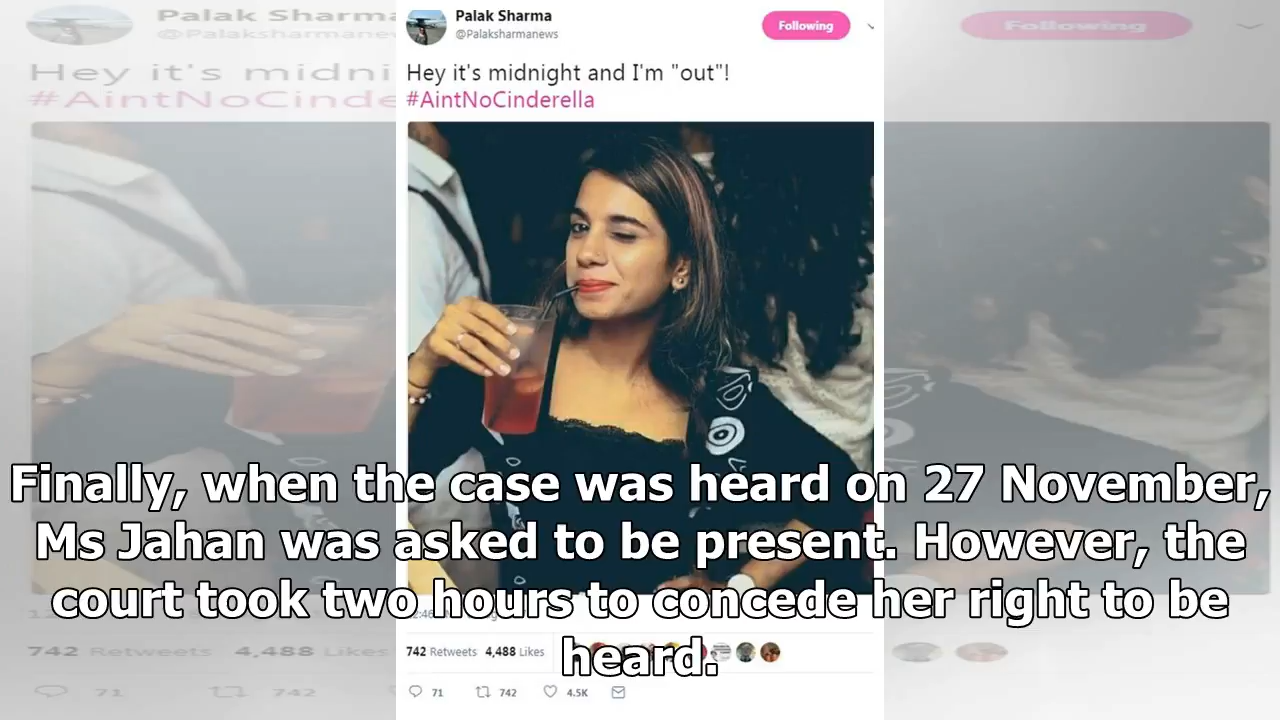 Palak Sharma
@Palaksharmanews
Following
Hey it's midnight and I'm "out"!
#AintNoCinderella
Finally, when the case was heard on 27 November,
Ms Jahan was asked to be present. However, the
court took two hours to concede her right to be
heard.
742 Retweets 4,488 Likes
71 742 4.5K